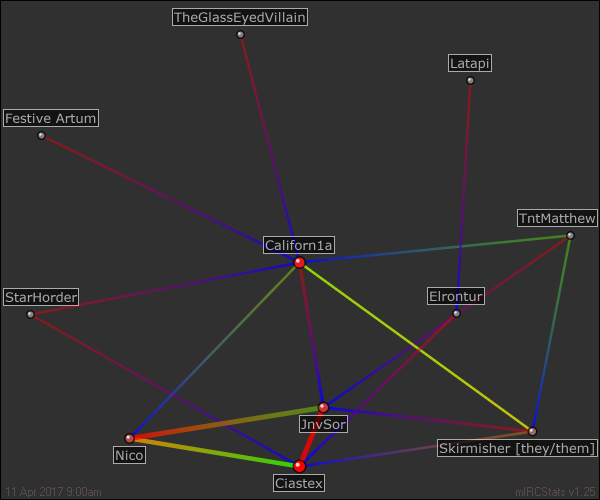 TheGlassEyedVillain
Latapi
Festive Artum
TntMatthew
Californ1a
StarHorder
Elrontur
JnvSor
Nico
Skirmisher [they/them]
Ciastex
11 Apr 2017 9:00am
mIRCStats v1.25